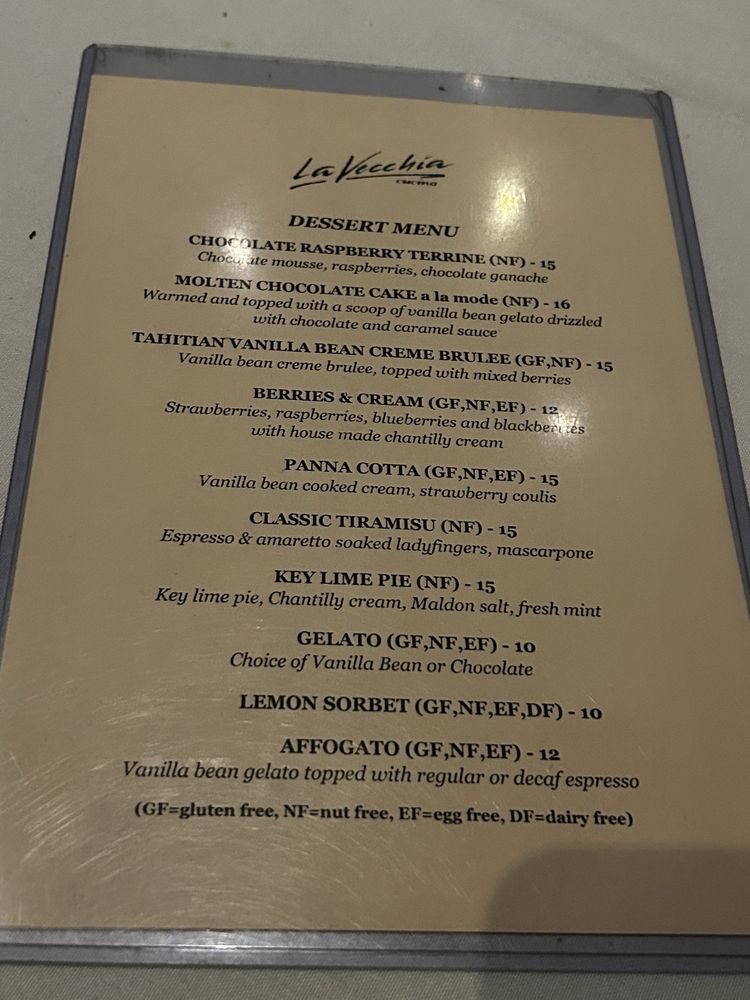 La Vecchia
CUCINA
DESSERT MENU
CHOCOLATE RASPBERRY TERRINE (NF) - 15
Chocolate mousse, raspberries, chocolate ganache
MOLTEN CHOCOLATE CAKE a la mode (NF) - 16
Warmed and topped with a scoop of vanilla bean gelato drizzled
with chocolate and caramel sauce
TAHITIAN VANILLA BEAN CREME BRULEE (GF,NF) - 15
Vanilla bean creme brulee, topped with mixed berries
BERRIES & CREAM (GF,NF,EF) - 12
Strawberries, raspberries, blueberries and blackberries
with house made chantilly cream
PANNA COTTA (GF,NF,EF) - 15
Vanilla bean cooked cream, strawberry coulis
CLASSIC TIRAMISU (NF) - 15
Espresso & amaretto soaked ladyfingers, mascarpone
KEY LIME PIE (NF) - 15
Key lime pie, Chantilly cream, Maldon salt, fresh mint
GELATO (GF,NF,EF) - 10
Choice of Vanilla Bean or Chocolate
LEMON SORBET (GF,NF,EF,DF) - 10
AFFOGATO (GF,NF,EF) - 12
Vanilla bean gelato topped with regular or decaf espresso
(GF=gluten free, NF=nut free, EF=egg free, DF=dairy free)